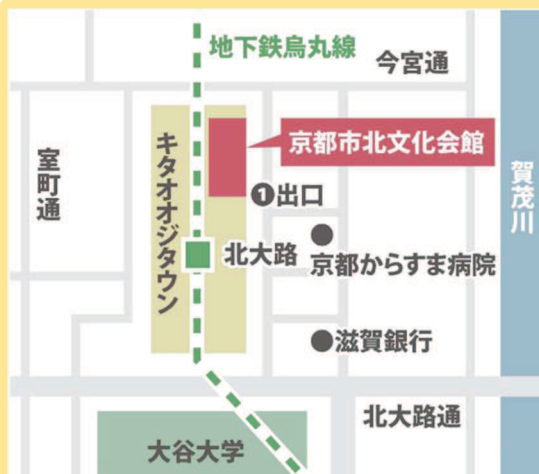 地下鉄烏丸線
今宮通
京都市北文化会館
キタオオジタウン
室町通
賀茂川
❶出口
北大路
京都からすま病院
滋賀銀行
北大路通
大谷大学